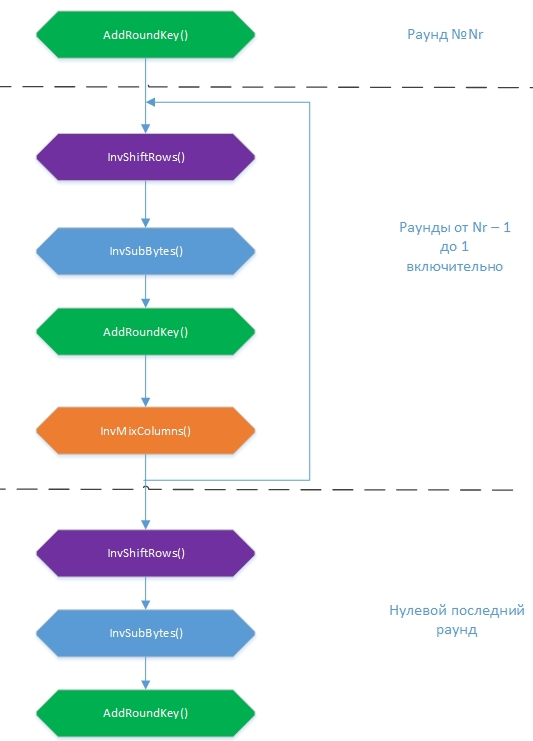 AddRoundKey()
Раунд №Nr
InvShiftRows()
InvSubBytes()
AddRoundKey()
InvMixColumns()
Раунды от Nr – 1
до 1
включительно
InvShiftRows()
InvSubBytes()
AddRoundKey()
Нулевой последний
раунд